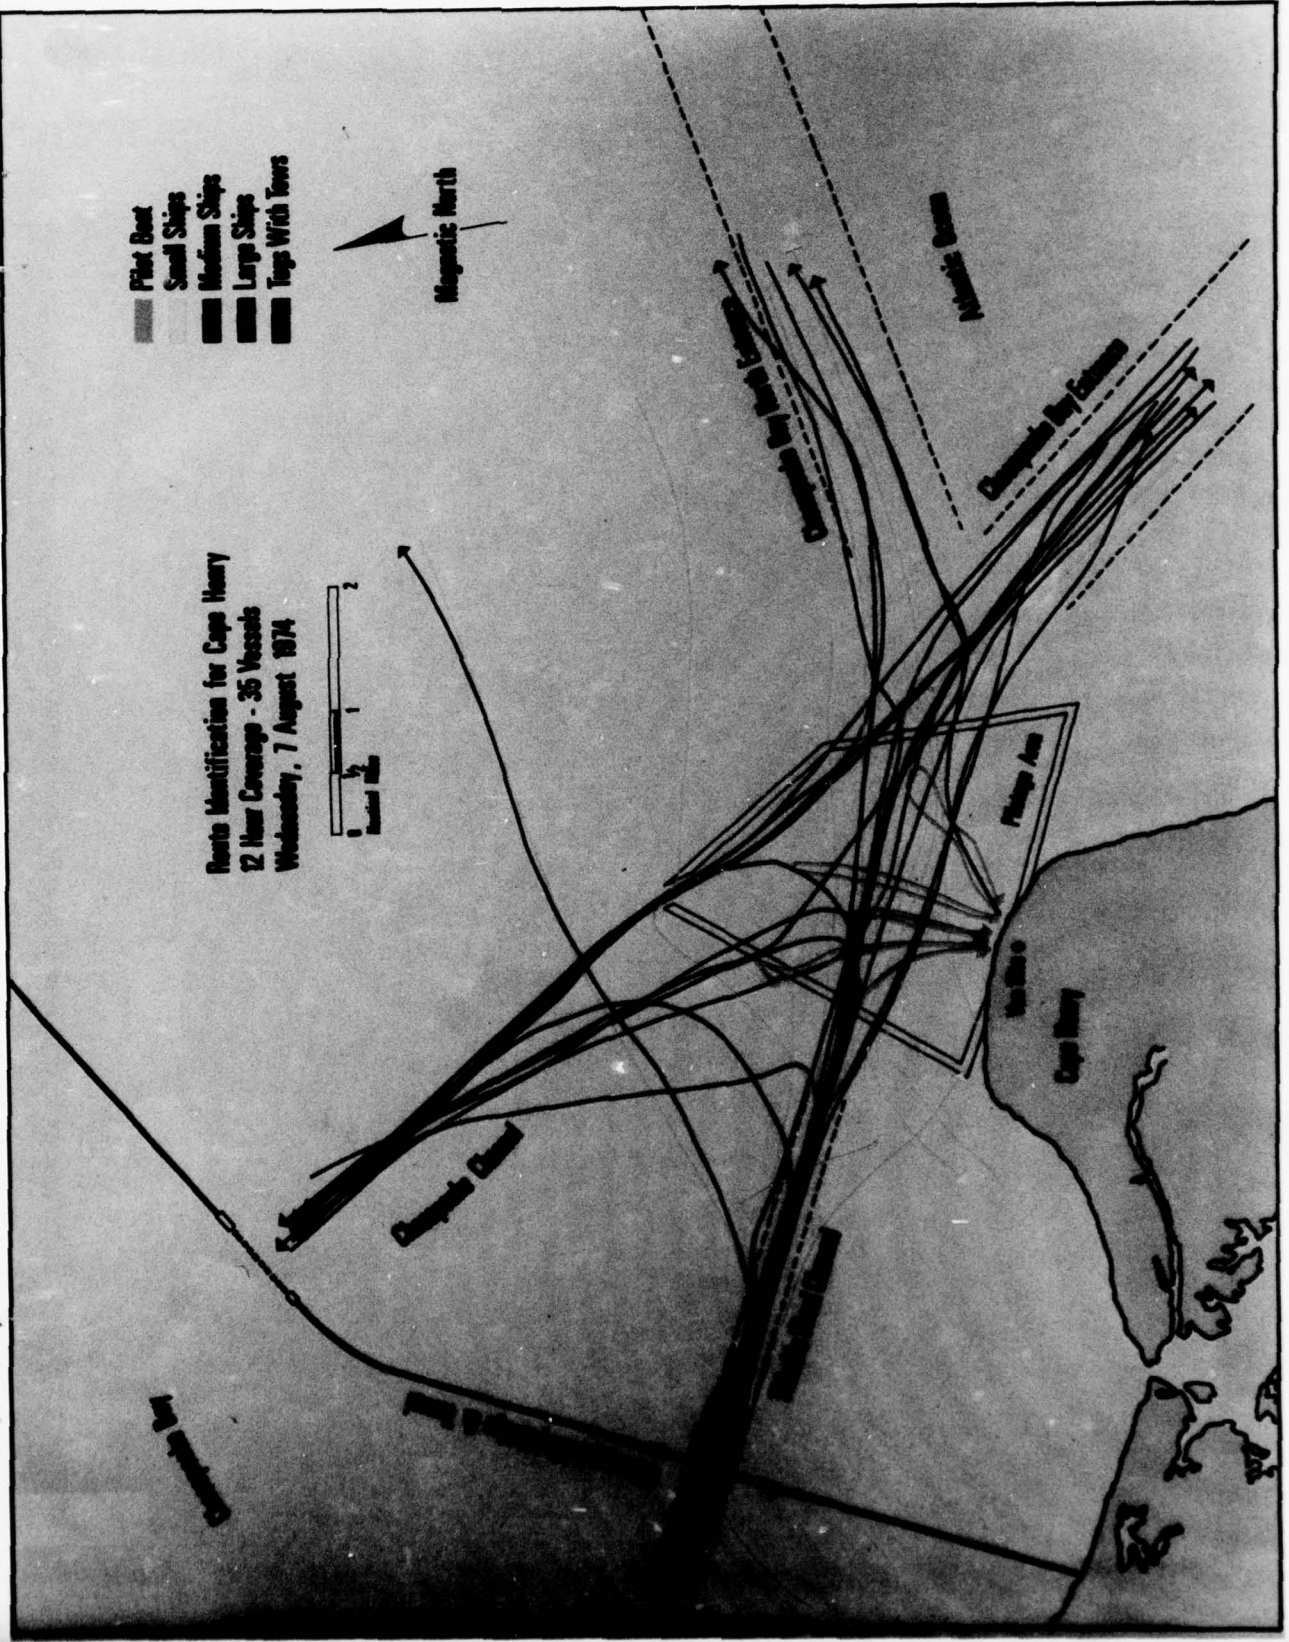 Pilot Boat
Small Ships
Medium Ships
Large Ships
Tugs With Tows
Magnetic North
Route Identification for Cape Henry
12 Hour Coverage - 35 Vessels
Wednesday, 7 August 1974
0 ½ 1 2
Nautical Miles
Chesapeake Bay North Entrance
Atlantic Ocean
Chesapeake Bay Entrance
Pilotage Area
Cape Henry
Chesapeake Channel
Channel
Chesapeake Bay